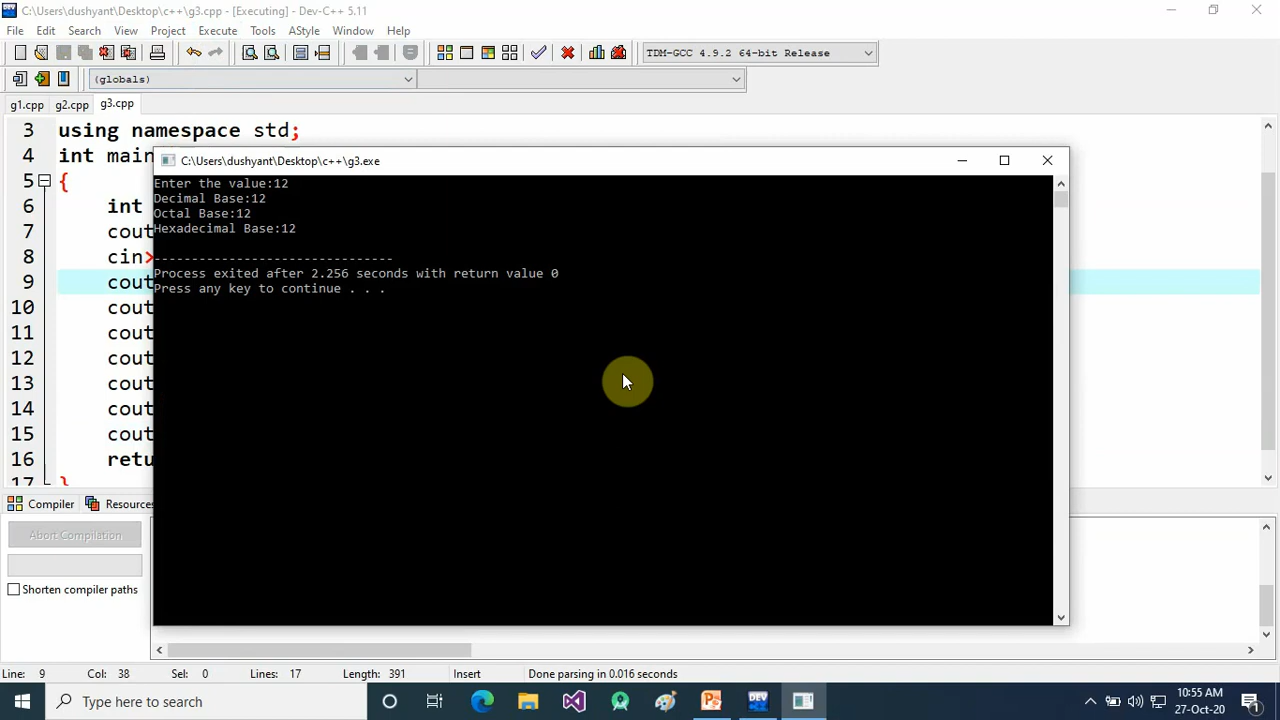 C:\Users\dushyant\Desktop\c++\g3.cpp - [Executing] - Dev-C++ 5.11
File Edit Search View Project Execute Tools AStyle Window Help
TDM-GCC 4.9.2 64-bit Release
(globals)
g1.cpp g2.cpp g3.cpp
3 using namespace std;
4 int main
5 {
6 int
7 cout
8 cin>
9 cout
10 cout
11 cout
12 cout
13 cout
14 cout
15 cout
16 retu
17 }
C:\Users\dushyant\Desktop\c++\g3.exe
Enter the value:12
Decimal Base:12
Octal Base:12
Hexadecimal Base:12
--------------------------------
Process exited after 2.256 seconds with return value 0
Press any key to continue . . .
Compiler Resources
Abort Compilation
Shorten compiler paths
Line: 9 Col: 38 Sel: 0 Lines: 17 Length: 391 Insert Done parsing in 0.016 seconds
Type here to search
10:55 AM
27-Oct-20
1